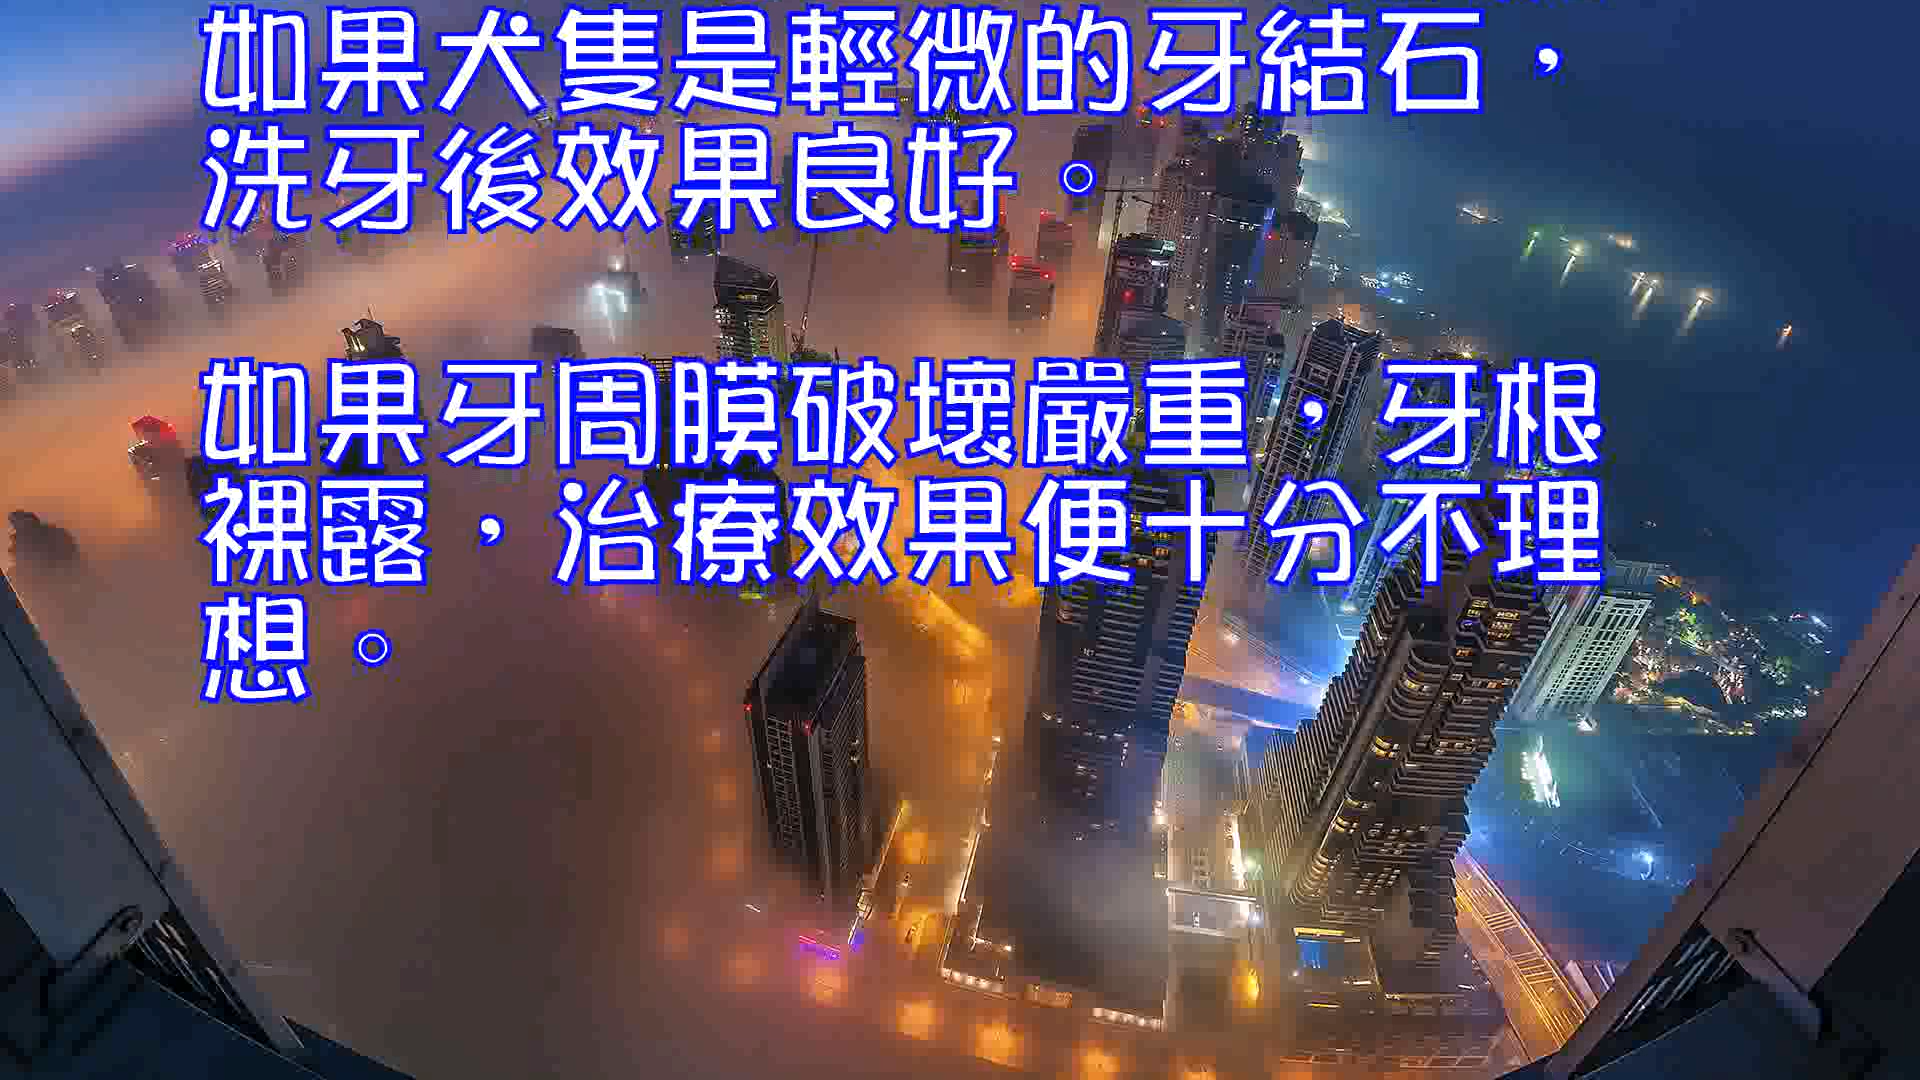 如果犬隻是輕微的牙結石，
洗牙後效果良好。
如果牙周膜破壞嚴重，牙根
裸露，治療效果便十分不理
想。